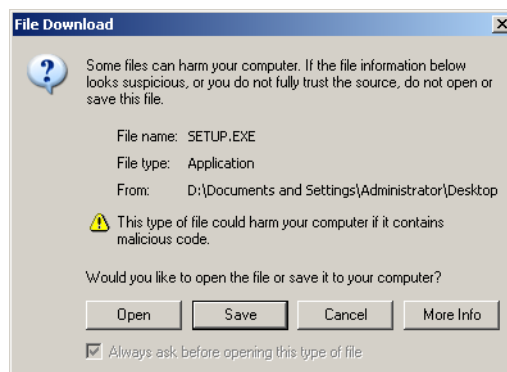 File Download
Some files can harm your computer. If the file information below
looks suspicious, or you do not fully trust the source, do not open or
save this file.
File name: SETUP.EXE
File type: Application
From: D:\Documents and Settings\Administrator\Desktop
This type of file could harm your computer if it contains
malicious code.
Would you like to open the file or save it to your computer?
Open Save Cancel More Info
Always ask before opening this type of file